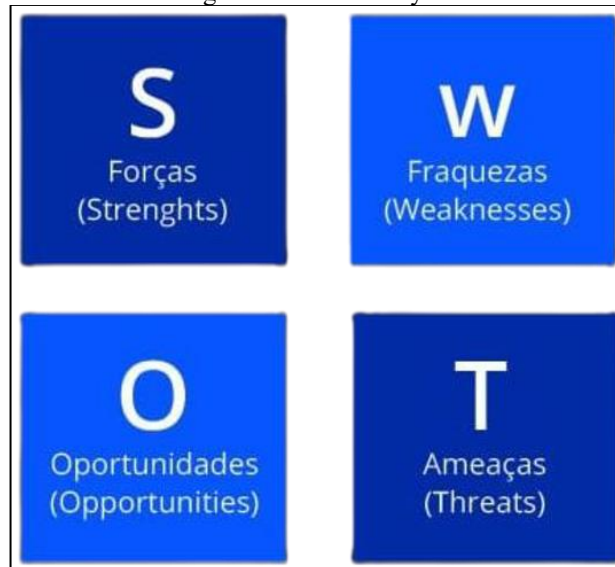 S
Forças
(Strenghts)
W
Fraquezas
(Weaknesses)
O
Oportunidades
(Opportunities)
T
Ameaças
(Threats)